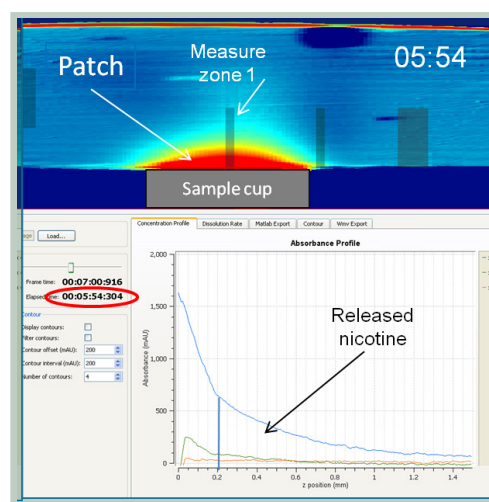 Patch
Measure
zone 1
05:54
Sample cup
Load...
Frame time: 00:07:00:916
Elapsed time: 00:05:54:304
Contour
Display contours:
Filter contours:
Contour offset (mAU): 200
Contour interval (mAU): 200
Number of contours: 4
Concentration Profile Dissolution Rate Matlab Export Contour Wmv Export
Absorbance Profile
Absorbance (mAU)
2,000
1,500
1,000
500
0
Released
nicotine
0 0.2 0.4 0.6 0.8 1.0 1.2 1.4
z position (mm)